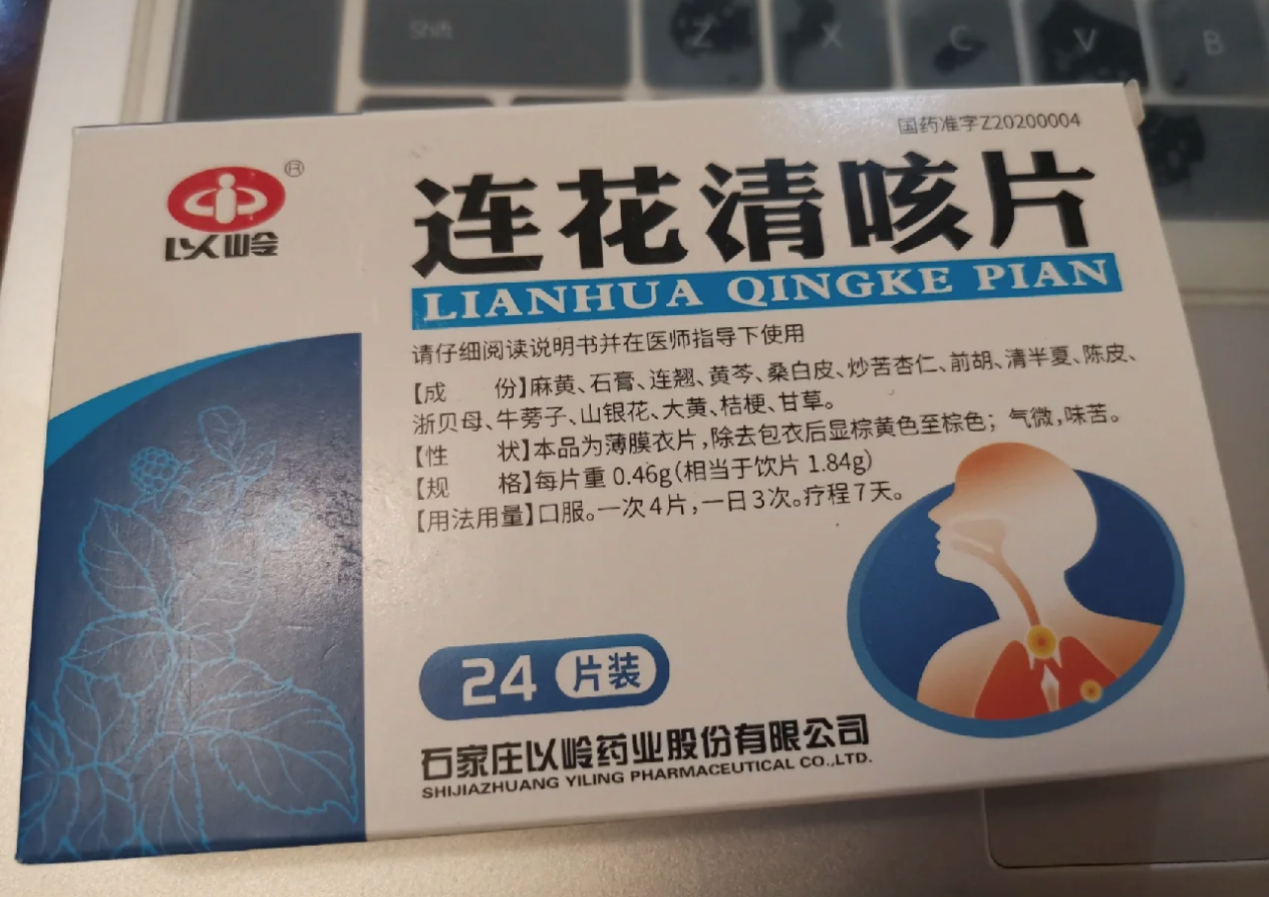 Shift
Z X C V B
国药准字Z20200004
®
以岭
连花清咳片
LIANHUA QINGKE PIAN
请仔细阅读说明书并在医师指导下使用
【成 份】麻黄、石膏、连翘、黄芩、桑白皮、炒苦杏仁、前胡、清半夏、陈皮、
浙贝母、牛蒡子、山银花、大黄、桔梗、甘草。
【性 状】本品为薄膜衣片，除去包衣后显棕黄色至棕色；气微，味苦。
【规 格】每片重 0.46g(相当于饮片 1.84g)
【用法用量】口服。一次4片，一日3次。疗程7天。
24 片装
石家庄以岭药业股份有限公司
SHIJIAZHUANG YILING PHARMACEUTICAL CO.,LTD.